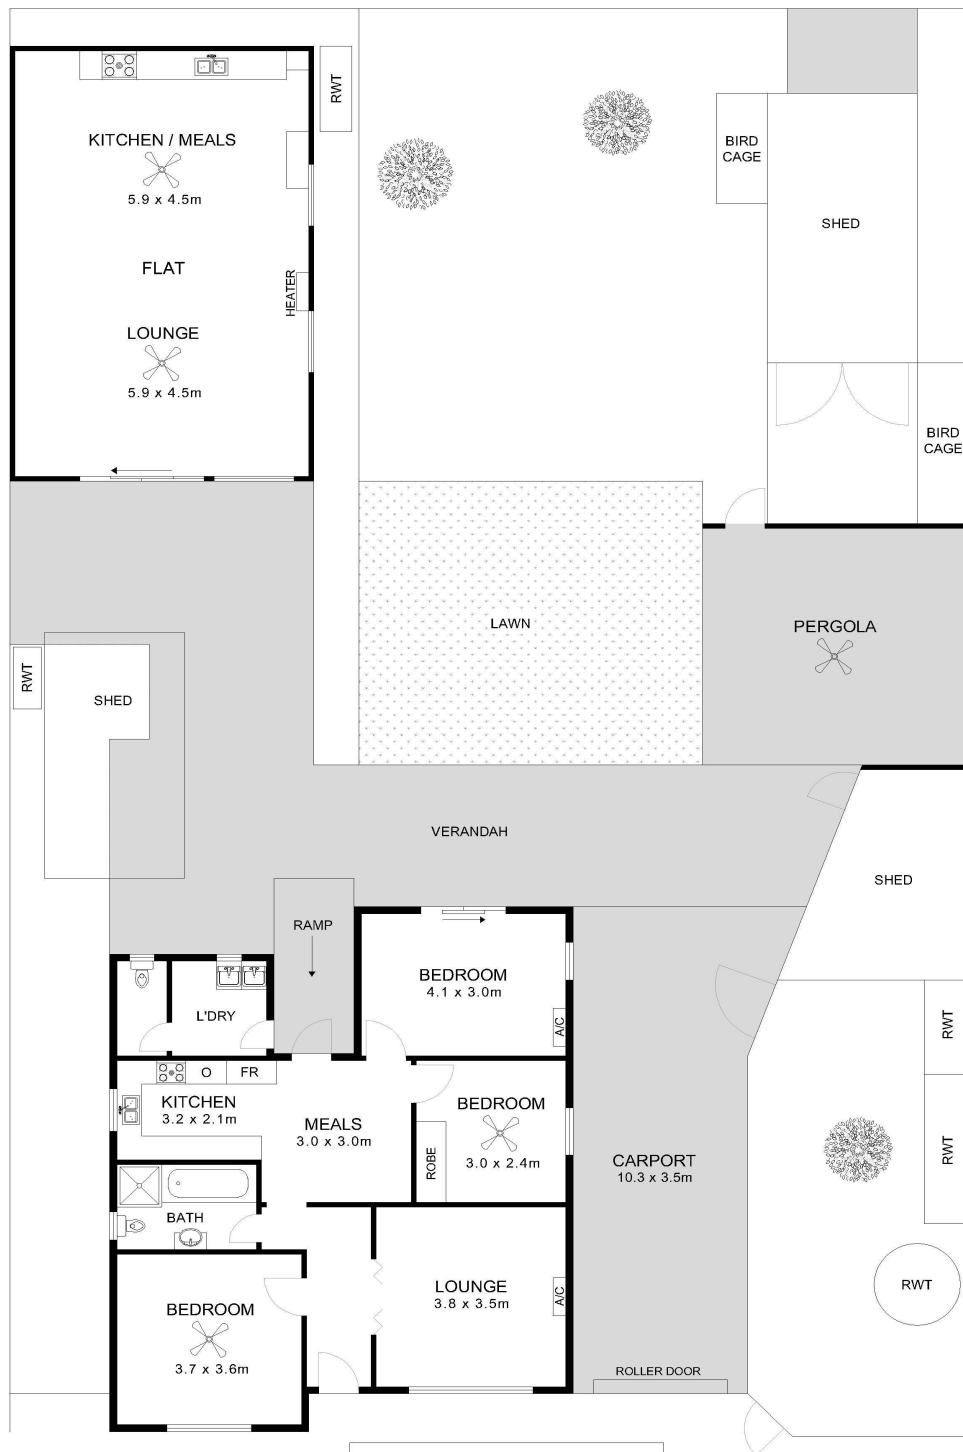 RWT
KITCHEN / MEALS
5.9 x 4.5m
FLAT
HEATER
LOUNGE
5.9 x 4.5m
BIRD
CAGE
SHED
BIRD
CAGE
LAWN
PERGOLA
RWT
SHED
VERANDAH
SHED
RAMP
BEDROOM
4.1 x 3.0m
A/C
L'DRY
O
FR
KITCHEN
3.2 x 2.1m
MEALS
3.0 x 3.0m
BEDROOM
3.0 x 2.4m
ROBE
CARPORT
10.3 x 3.5m
RWT
RWT
BATH
LOUNGE
3.8 x 3.5m
A/C
RWT
BEDROOM
3.7 x 3.6m
ROLLER DOOR